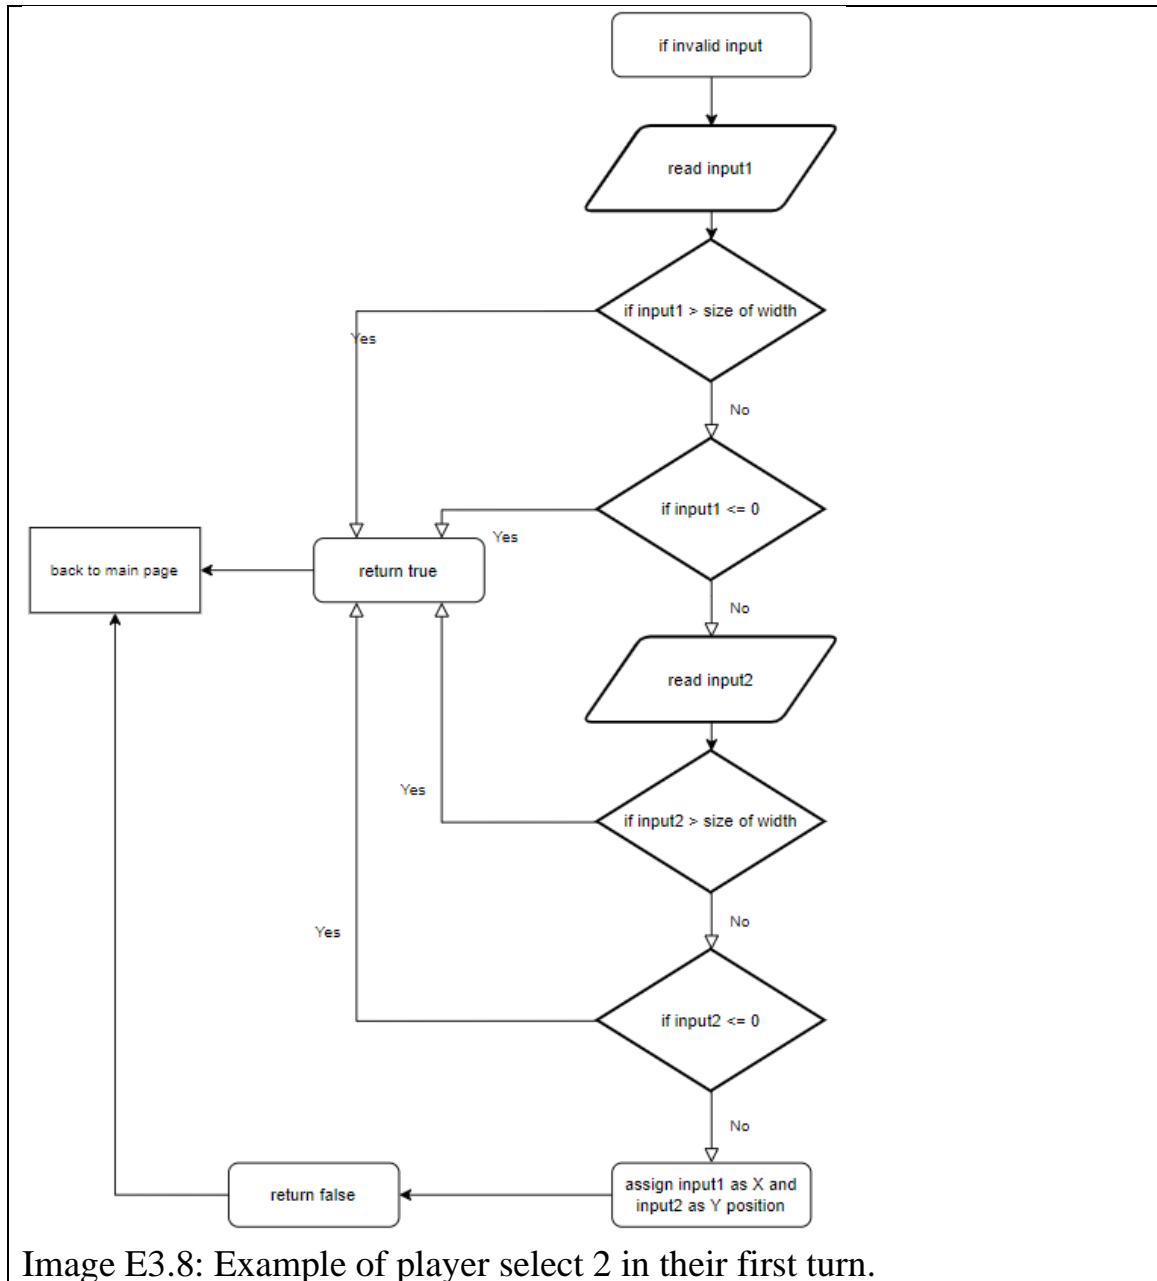 if invalid input
read input1
if input1 > size of width
Yes
No
if input1 <= 0
Yes
back to main page
return true
No
read input2
Yes
if input2 > size of width
No
Yes
if input2 <= 0
No
return false
assign input1 as X and
input2 as Y position
Image E3.8: Example of player select 2 in their first turn.